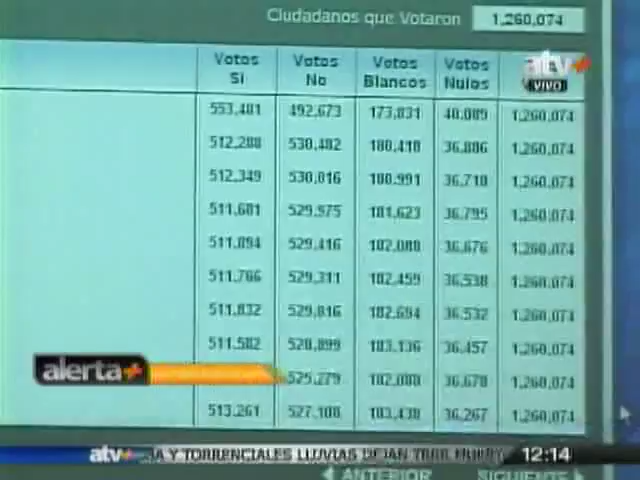 Ciudadanos que Votaron 1,260,074
Votos Si Votos No Votos Blancos Votos Nulos
atv+
VIVO
553,481 492,673 173,831 40,089 1,260,074
512,288 530,482 180,418 36,886 1,260,074
512,349 530,016 180,991 36,718 1,260,074
511,681 529,975 181,623 36,795 1,260,074
511,894 529,416 182,088 36,676 1,260,074
511,766 529,311 182,459 36,538 1,260,074
511,832 529,016 182,694 36,532 1,260,074
511,582 528,899 183,136 36,457 1,260,074
alerta+ 525,279 182,088 36,678 1,260,074
513,261 527,108 183,438 36,267 1,260,074
atv+ Y TORRENCIALES LLUVIAS DEJAN TRES 12:14
ANTERIOR SIGUIENTE